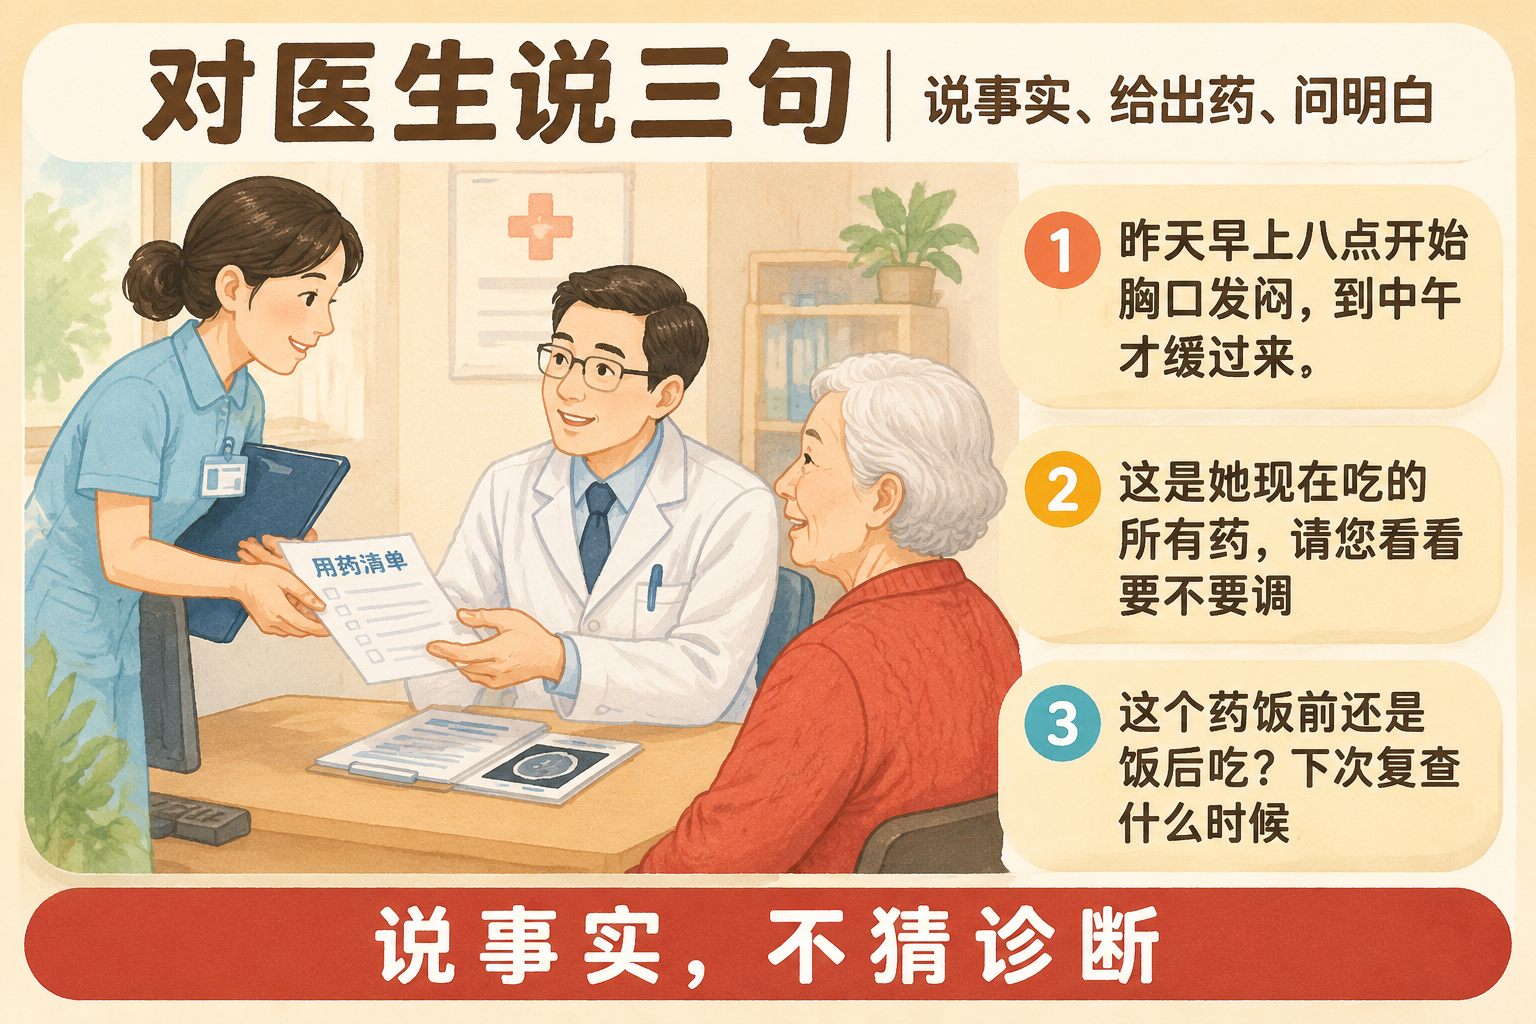 对医生说三句
说事实、给出药、问明白
1
昨天早上八点开始
胸口发闷，到中午
才缓过来。
2
这是她现在吃的
所有药，请您看看
要不要调
3
这个药饭前还是
饭后吃？下次复查
什么时候
用药清单
说事实，不猜诊断